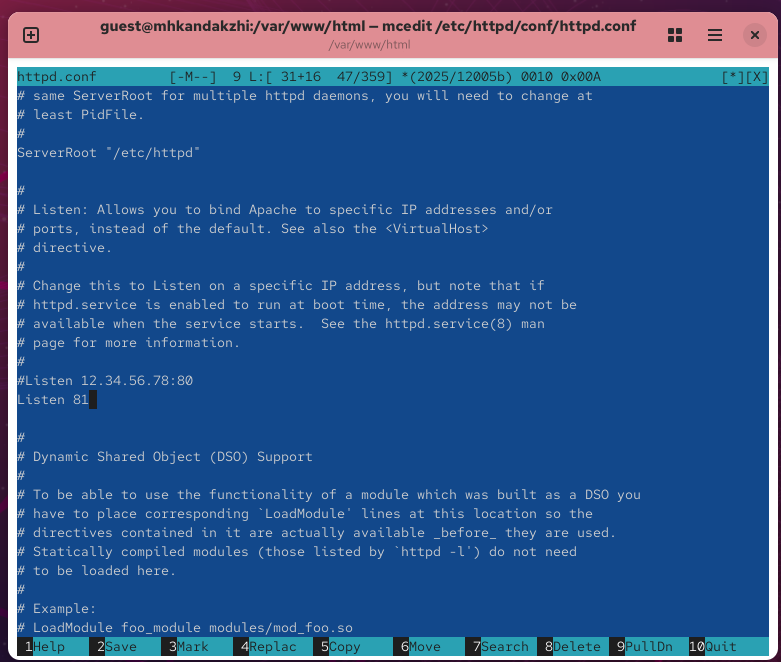 guest@mhkandakzhi:/var/www/html — mcedit /etc/httpd/conf/httpd.conf
/var/www/html
httpd.conf         [-M--]  9 L:[ 31+16  47/359] *(2025/12005b) 0010 0x00A               [*][X]
# same ServerRoot for multiple httpd daemons, you will need to change at
# least PidFile.
#
ServerRoot "/etc/httpd"
#
# Listen: Allows you to bind Apache to specific IP addresses and/or
# ports, instead of the default. See also the <VirtualHost>
# directive.
#
# Change this to Listen on a specific IP address, but note that if
# httpd.service is enabled to run at boot time, the address may not be
# available when the service starts.  See the httpd.service(8) man
# page for more information.
#
#Listen 12.34.56.78:80
Listen 81
#
# Dynamic Shared Object (DSO) Support
#
# To be able to use the functionality of a module which was built as a DSO you
# have to place corresponding `LoadModule' lines at this location so the
# directives contained in it are actually available _before_ they are used.
# Statically compiled modules (those listed by `httpd -l') do not need
# to be loaded here.
#
# Example:
# LoadModule foo_module modules/mod_foo.so
1Help 2Save 3Mark 4Replac 5Copy 6Move 7Search 8Delete 9PullDn 10Quit